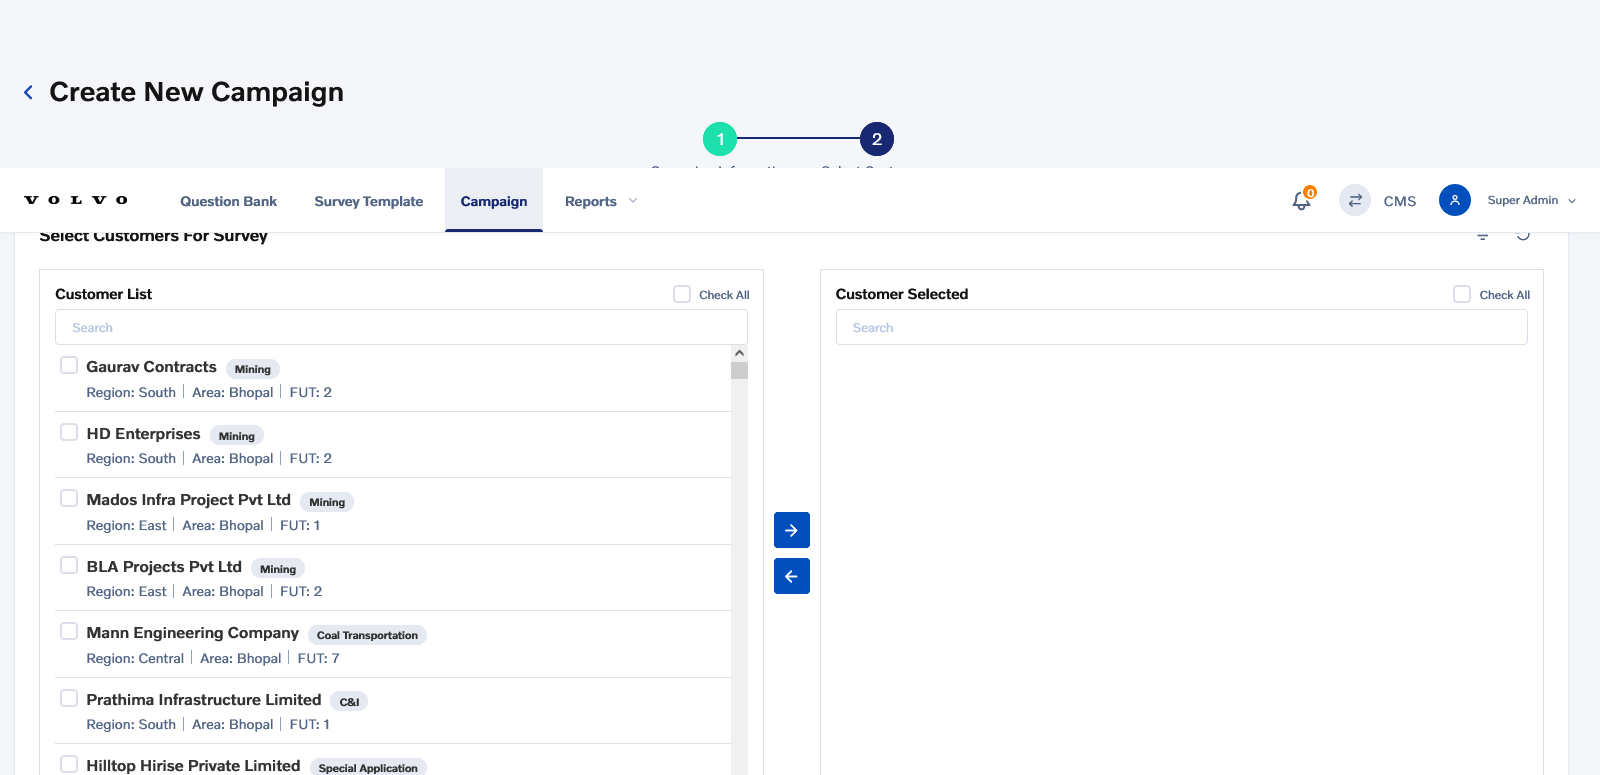 Create New Campaign
1 2
VOLVO Question Bank Survey Template Campaign Reports 0 CMS Super Admin
Select Customers For Survey
Customer List Check All
Search
Gaurav Contracts Mining
Region: South Area: Bhopal FUT: 2
HD Enterprises Mining
Region: South Area: Bhopal FUT: 2
Mados Infra Project Pvt Ltd Mining
Region: East Area: Bhopal FUT: 1
BLA Projects Pvt Ltd Mining
Region: East Area: Bhopal FUT: 2
Mann Engineering Company Coal Transportation
Region: Central Area: Bhopal FUT: 7
Prathima Infrastructure Limited C&I
Region: South Area: Bhopal FUT: 1
Hilltop Hirise Private Limited Special Application
Customer Selected Check All
Search